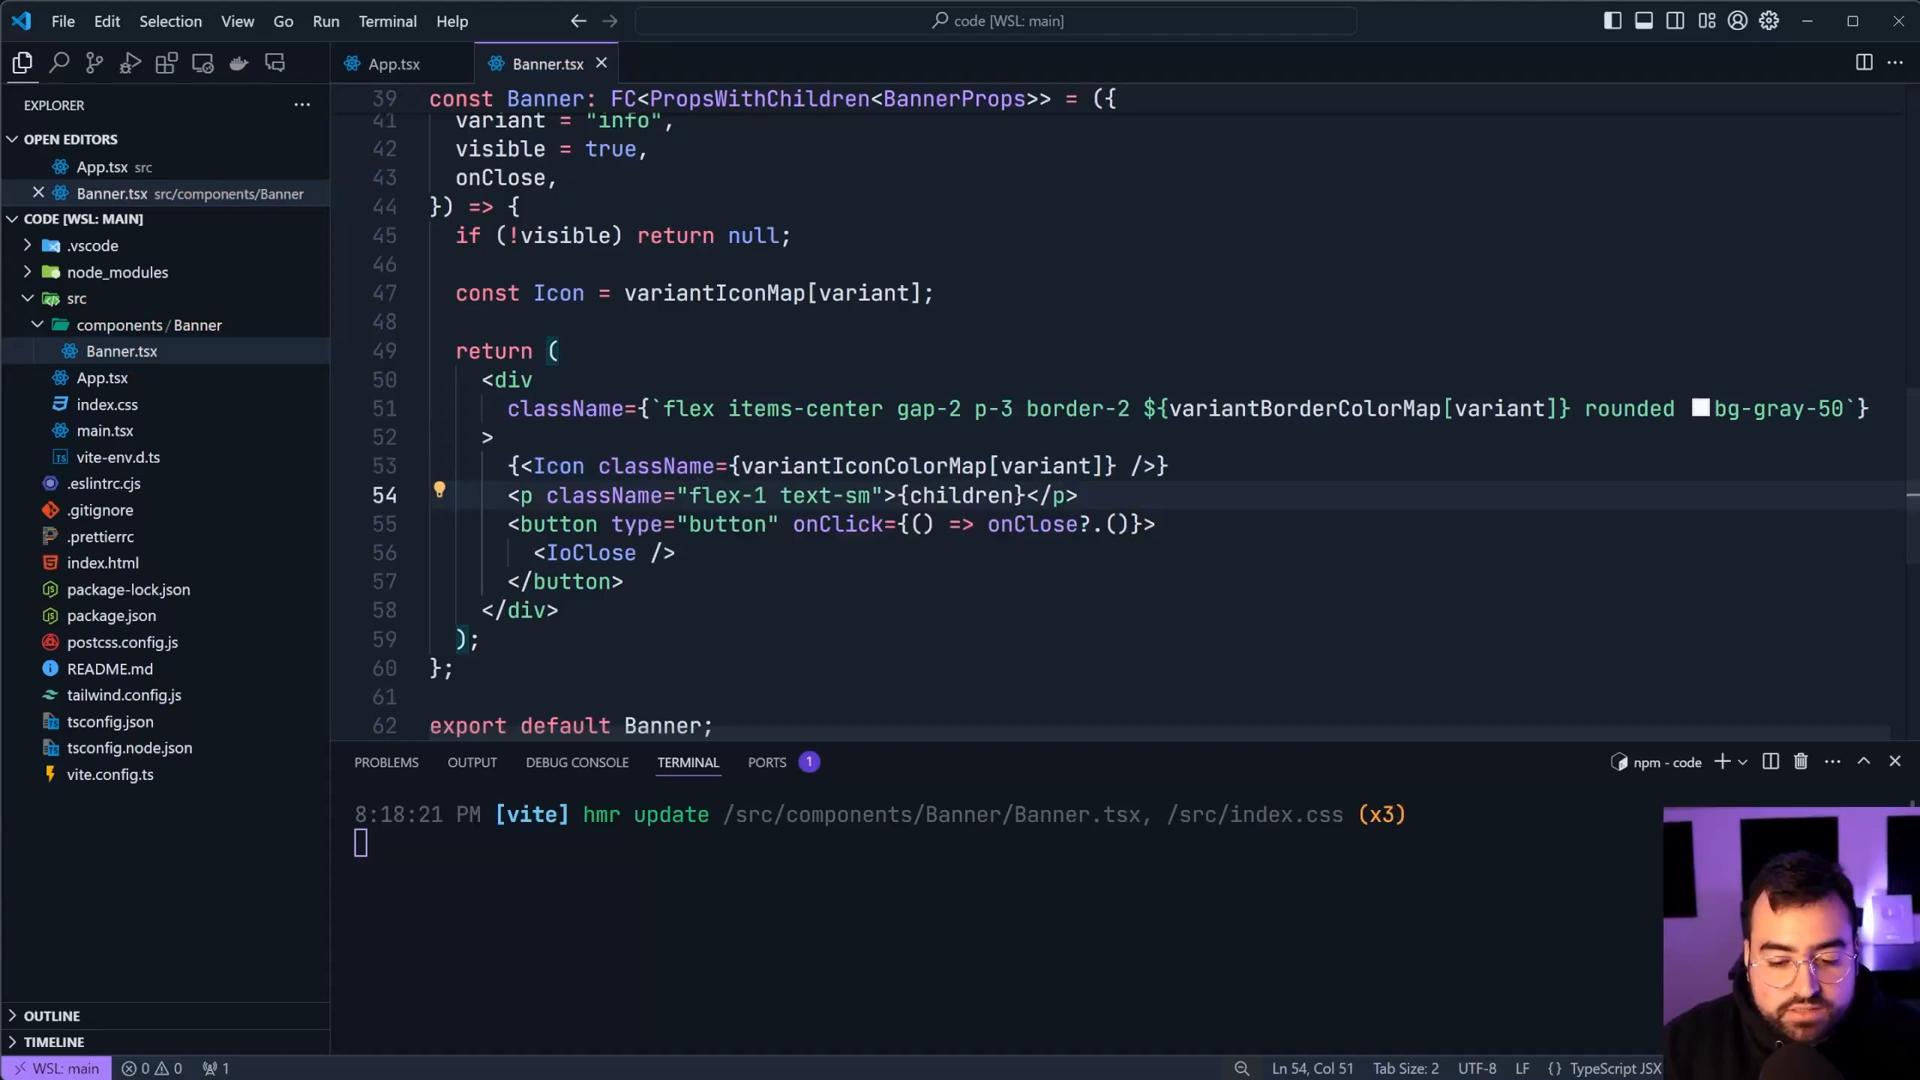 File Edit Selection View Go Run Terminal Help
code [WSL: main]
EXPLORER
App.tsx
Banner.tsx
OPEN EDITORS
App.tsx src
Banner.tsx src/components/Banner
CODE [WSL: MAIN]
.vscode
node_modules
src
components / Banner
Banner.tsx
App.tsx
index.css
main.tsx
vite-env.d.ts
.eslintrc.cjs
.gitignore
.prettierrc
index.html
package-lock.json
package.json
postcss.config.js
README.md
tailwind.config.js
tsconfig.json
tsconfig.node.json
vite.config.ts
OUTLINE
TIMELINE
39 const Banner: FC<PropsWithChildren<BannerProps>> = ({
41 variant = "info",
42 visible = true,
43 onClose,
44 }) => {
45 if (!visible) return null;
46
47 const Icon = variantIconMap[variant];
48
49 return (
50 <div
51 className={`flex items-center gap-2 p-3 border-2 ${variantBorderColorMap[variant]} rounded bg-gray-50`}
52 >
53 {<Icon className={variantIconColorMap[variant]} />}
54 <p className="flex-1 text-sm">{children}</p>
55 <button type="button" onClick={() => onClose?.()}>
56 <IoClose />
57 </button>
58 </div>
59 );
60 };
61
62 export default Banner;
PROBLEMS OUTPUT DEBUG CONSOLE TERMINAL PORTS 1
npm - code
8:18:21 PM [vite] hmr update /src/components/Banner/Banner.tsx, /src/index.css (x3)
WSL: main 0 0 1 Ln 54, Col 51 Tab Size: 2 UTF-8 LF {} TypeScript JSX